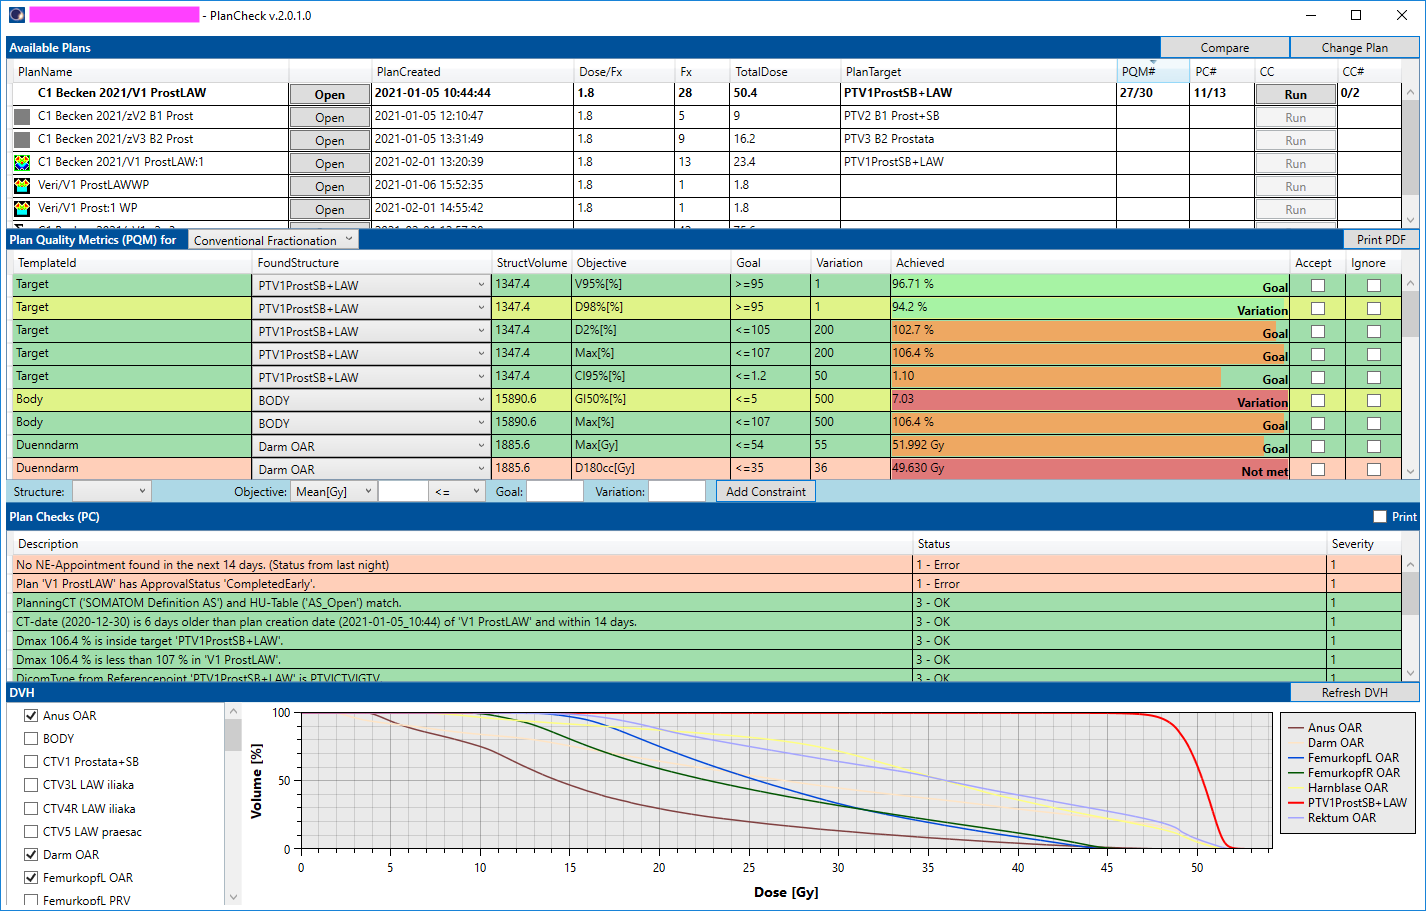 - PlanCheck v.2.0.1.0
Available Plans Compare Change Plan
PlanName PlanCreated Dose/Fx Fx TotalDose PlanTarget PQM# PC# CC CC#
C1 Becken 2021/V1 ProstLAW Open 2021-01-05 10:44:44 1.8 28 50.4 PTV1ProstSB+LAW 27/30 11/13 Run 0/2
C1 Becken 2021/zV2 B1 Prost Open 2021-01-05 12:10:47 1.8 5 9 PTV2 B1 Prost+SB Run
C1 Becken 2021/zV3 B2 Prost Open 2021-01-05 13:31:49 1.8 9 16.2 PTV3 B2 Prostata Run
C1 Becken 2021/V1 ProstLAW:1 Open 2021-02-01 13:20:39 1.8 13 23.4 PTV1ProstSB+LAW Run
Veri/V1 ProstLAWWP Open 2021-01-06 15:52:35 1.8 1 1.8 Run
Veri/V1 Prost:1 WP Open 2021-02-01 14:55:42 1.8 1 1.8 Run
Plan Quality Metrics (PQM) for Conventional Fractionation Print PDF
TemplateId FoundStructure StructVolume Objective Goal Variation Achieved Accept Ignore
Target PTV1ProstSB+LAW 1347.4 V95%[%] >=95 1 96.71 % Goal
Target PTV1ProstSB+LAW 1347.4 D98%[%] >=95 1 94.2 % Variation
Target PTV1ProstSB+LAW 1347.4 D2%[%] <=105 200 102.7 % Goal
Target PTV1ProstSB+LAW 1347.4 Max[%] <=107 200 106.4 % Goal
Target PTV1ProstSB+LAW 1347.4 CI95%[%] <=1.2 50 1.10 Goal
Body BODY 15890.6 GI50%[%] <=5 500 7.03 Variation
Body BODY 15890.6 Max[%] <=107 500 106.4 % Goal
Duenndarm Darm OAR 1885.6 Max[Gy] <=54 55 51.992 Gy Goal
Duenndarm Darm OAR 1885.6 D180cc[Gy] <=35 36 49.630 Gy Not met
Structure: Objective: Mean[Gy] <= Goal: Variation: Add Constraint
Plan Checks (PC) Print
Description Status Severity
No NE-Appointment found in the next 14 days. (Status from last night) 1 - Error 1
Plan 'V1 ProstLAW' has ApprovalStatus 'CompletedEarly'. 1 - Error 1
PlanningCT ('SOMATOM Definition AS') and HU-Table ('AS_Open') match. 3 - OK 1
CT-date (2020-12-30) is 6 days older than plan creation date (2021-01-05_10:44) of 'V1 ProstLAW' and within 14 days. 3 - OK 1
Dmax 106.4 % is inside target 'PTV1ProstSB+LAW'. 3 - OK 1
Dmax 106.4 % is less than 107 % in 'V1 ProstLAW'. 3 - OK 1
DicomType from Referencepoint 'PTV1ProstSB+LAW' is PTV|CTV|GTV. 3 - OK 1
DVH Refresh DVH
Anus OAR
BODY
CTV1 Prostata+SB
CTV3L LAW iliaka
CTV4R LAW iliaka
CTV5 LAW praesac
Darm OAR
FemurkopfL OAR
FemurkopfL PRV
100
50
0
Volume [%]
0 5 10 15 20 25 30 35 40 45 50
Dose [Gy]
Anus OAR
Darm OAR
FemurkopfL OAR
FemurkopfR OAR
Harnblase OAR
PTV1ProstSB+LAW
Rektum OAR